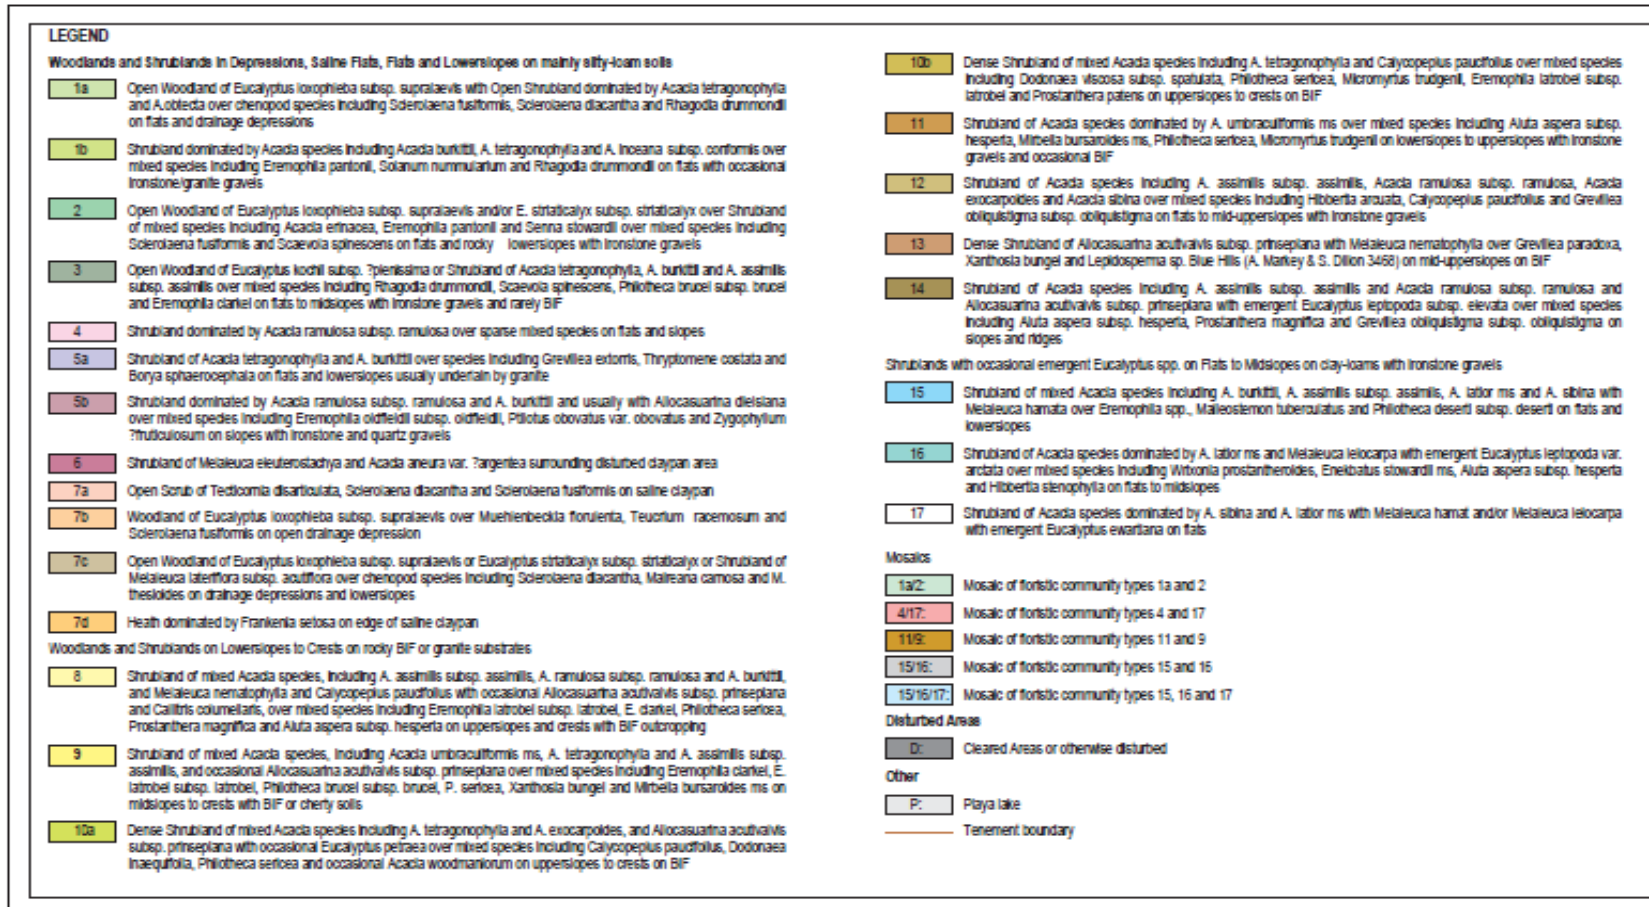 LEGEND
Woodlands and Shrublands in Depressions, Saline Flats, Flats and Lowerslopes on mainly silty-loam soils
1a
Open Woodland of Eucalyptus loxophleba subsp. supralaevis with Open Shrubland dominated by Acacia tetragonophylla
and A.obtecta over chenopod species including Sclerolaena fusiformis, Sclerolaena diacantha and Rhagodia drummondii
on flats and drainage depressions
1b
Shrubland dominated by Acacia species including Acacia burkittii, A. tetragonophylla and A. inceana subsp. conformis over
mixed species including Eremophila pantonii, Solanum nummularium and Rhagodia drummondii on flats with occasional
ironstone/granite gravels
2
Open Woodland of Eucalyptus loxophleba subsp. supralaevis and/or E. striaticalyx subsp. striaticalyx over Shrubland
of mixed species including Acacia erinacea, Eremophila pantonii and Senna stowardii over mixed species including
Sclerolaena fusiformis and Scaevola spinescens on flats and rocky lowerslopes with ironstone gravels
3
Open Woodland of Eucalyptus kochii subsp. ?plenissima or Shrubland of Acacia tetragonophylla, A. burkittii and A. assimilis
subsp. assimilis over mixed species including Rhagodia drummondii, Scaevola spinescens, Philotheca brucei subsp. brucei
and Eremophila clarkei on flats to midslopes with ironstone gravels and rarely BIF
4
Shrubland dominated by Acacia ramulosa subsp. ramulosa over sparse mixed species on flats and slopes
5a
Shrubland of Acacia tetragonophylla and A. burkittii over species including Grevillea extorris, Thryptomene costata and
Borya sphaerocephala on flats and lowerslopes usually underlain by granite
5b
Shrubland dominated by Acacia ramulosa subsp. ramulosa and A. burkittii and usually with Allocasuarina dielsiana
over mixed species including Eremophila oldfieldii subsp. oldfieldii, Ptilotus obovatus var. obovatus and Zygophyllum
?fruticulosum on slopes with ironstone and quartz gravels
6
Shrubland of Melaleuca eleuterostachya and Acacia aneura var. ?argentea surrounding disturbed claypan area
7a
Open Scrub of Tecticornia disarticulata, Sclerolaena diacantha and Sclerolaena fusiformis on saline claypan
7b
Woodland of Eucalyptus loxophleba subsp. supralaevis over Muehlenbeckia florulenta, Teucrium racemosum and
Sclerolaena fusiformis on open drainage depression
7c
Open Woodland of Eucalyptus loxophleba subsp. supralaevis or Eucalyptus striaticalyx subsp. striaticalyx or Shrubland of
Melaleuca lateriflora subsp. acutifolia over chenopod species including Sclerolaena diacantha, Maireana carnosa and M.
thesioides on drainage depressions and lowerslopes
7d
Heath dominated by Frankenia setosa on edge of saline claypan
Woodlands and Shrublands on Lowerslopes to Crests on rocky BIF or granite substrates
8
Shrubland of mixed Acacia species, including A. assimilis subsp. assimilis, A. ramulosa subsp. ramulosa and A. burkittii,
and Melaleuca nematophylla and Calycopeplus paucifolius with occasional Allocasuarina acutivalvis subsp. prinsepiana
and Callitris columellaris, over mixed species including Eremophila latrobei subsp. latrobei, E. clarkei, Philotheca sericea,
Prostanthera magnifica and Aluta aspera subsp. hesperia on upperslopes and crests with BIF outcropping
9
Shrubland of mixed Acacia species, including Acacia umbraculiformis ms, A. tetragonophylla and A. assimilis subsp.
assimilis, and occasional Allocasuarina acutivalvis subsp. prinsepiana over mixed species including Eremophila clarkei, E.
latrobei subsp. latrobei, Philotheca brucei subsp. brucei, P. sericea, Xanthosia bungei and Mirbelia bursaroides ms on
midslopes to crests with BIF or cherty soils
10a
Dense Shrubland of mixed Acacia species including A. tetragonophylla and A. exocarpoides, and Allocasuarina acutivalvis
subsp. prinsepiana with occasional Eucalyptus petraea over mixed species including Calycopeplus paucifolius, Dodonaea
inaequifolia, Philotheca sericea and occasional Acacia woodmaniorum on upperslopes to crests on BIF
10b
Dense Shrubland of mixed Acacia species including A. tetragonophylla and Calycopeplus paucifolius over mixed species
including Dodonaea viscosa subsp. spatulata, Philotheca sericea, Micromyrtus trudgenii, Eremophila latrobei subsp.
latrobei and Prostanthera patens on upperslopes to crests on BIF
11
Shrubland of Acacia species dominated by A. umbraculiformis ms over mixed species including Aluta aspera subsp.
hesperia, Mirbelia bursaroides ms, Philotheca sericea, Micromyrtus trudgenii on lowerslopes to upperslopes with ironstone
gravels and occasional BIF
12
Shrubland of Acacia species including A. assimilis subsp. assimilis, Acacia ramulosa subsp. ramulosa, Acacia
exocarpoides and Acacia sibina over mixed species including Hibbertia arcuata, Calycopeplus paucifolius and Grevillea
obliquistigma subsp. obliquistigma on flats to mid-upperslopes with ironstone gravels
13
Dense Shrubland of Allocasuarina acutivalvis subsp. prinsepiana with Melaleuca nematophylla over Grevillea paradoxa,
Xanthosia bungei and Lepidosperma sp. Blue Hills (A. Markey & S. Dillon 3468) on mid-upperslopes on BIF
14
Shrubland of Acacia species including A. assimilis subsp. assimilis and Acacia ramulosa subsp. ramulosa and
Allocasuarina acutivalvis subsp. prinsepiana with emergent Eucalyptus leptopoda subsp. elevata over mixed species
including Aluta aspera subsp. hesperia, Prostanthera magnifica and Grevillea obliquistigma subsp. obliquistigma on
slopes and ridges
Shrublands with occasional emergent Eucalyptus spp. on Flats to Midslopes on clay-loams with ironstone gravels
15
Shrubland of mixed Acacia species including A. burkittii, A. assimilis subsp. assimilis, A. latior ms and A. sibina with
Melaleuca hamata over Eremophila spp., Malleostemon tuberculatus and Philotheca deserti subsp. deserti on flats and
lowerslopes
16
Shrubland of Acacia species dominated by A. latior ms and Melaleuca leiocarpa with emergent Eucalyptus leptopoda var.
arctata over mixed species including Wrixonia prostantheroides, Enekbatus stowardii ms, Aluta aspera subsp. hesperia
and Hibbertia stenophylla on flats to midslopes
17
Shrubland of Acacia species dominated by A. sibina and A. latior ms with Melaleuca hamat and/or Melaleuca leiocarpa
with emergent Eucalyptus ewartiana on flats
Mosaics
1a/2:
Mosaic of floristic community types 1a and 2
4/17:
Mosaic of floristic community types 4 and 17
11/9:
Mosaic of floristic community types 11 and 9
15/16:
Mosaic of floristic community types 15 and 16
15/16/17:
Mosaic of floristic community types 15, 16 and 17
Disturbed Areas
D:
Cleared Areas or otherwise disturbed
Other
P:
Playa lake
Tenement boundary